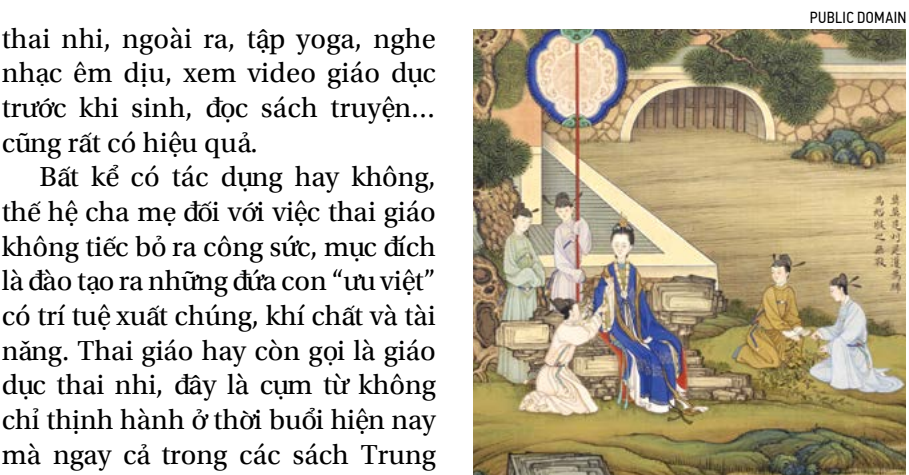 PUBLIC DOMAIN
thai nhi, ngoài ra, tập yoga, nghe
nhạc êm dịu, xem video giáo dục
trước khi sinh, đọc sách truyện...
cũng rất có hiệu quả.
Bất kể có tác dụng hay không,
thế hệ cha mẹ đối với việc thai giáo
không tiếc bỏ ra công sức, mục đích
là đào tạo ra những đứa con “ưu việt”
có trí tuệ xuất chúng, khí chất và tài
năng. Thai giáo hay còn gọi là giáo
dục thai nhi, đây là cụm từ không
chỉ thịnh hành ở thời buổi hiện nay
mà ngay cả trong các sách Trung